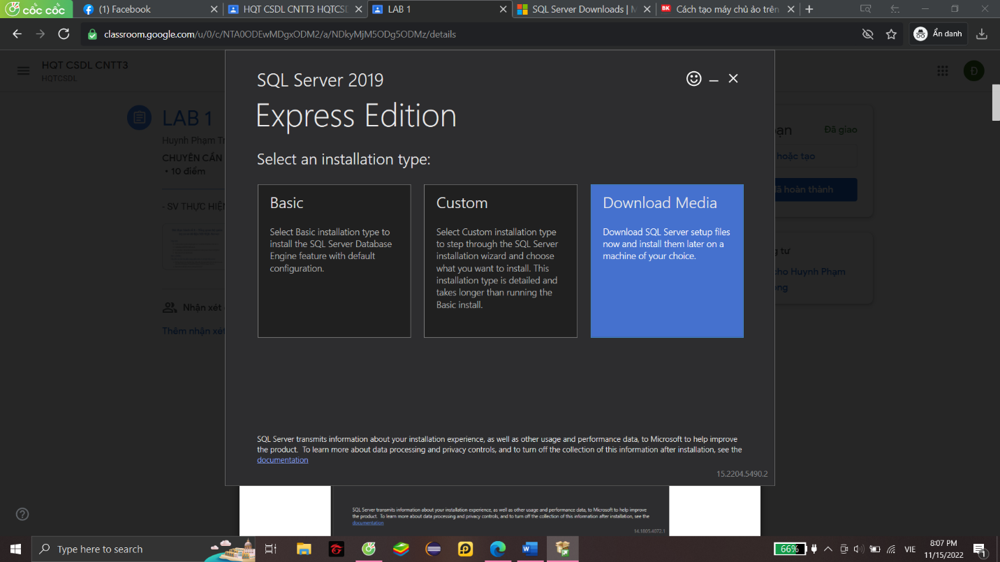 cốc cốc
(1) Facebook
HQT CSDL CNTT3 HQTCSD
LAB 1
SQL Server Downloads | M
BK
Cách tạo máy chủ ảo trên
classroom.google.com/u/0/c/NTA0ODEwMDgxODM2/a/NDkyMjM5ODg5ODMz/details
Ẩn danh
HQT CSDL CNTT3
HQTCSDL
Đ
LAB 1
Huynh Phạm Tr
CHUYÊN CẦN
• 10 điểm
- SV THỰC HIỆN
Nhận xét
Thêm nhận xét
bạn
Đã giao
hoặc tạo
đã hoàn thành
g tư
cho Huynh Phạm
ng
SQL Server 2019
Express Edition
Select an installation type:
Basic
Select Basic installation type to
install the SQL Server Database
Engine feature with default
configuration.
Custom
Select Custom installation type
to step through the SQL Server
installation wizard and choose
what you want to install. This
installation type is detailed and
takes longer than running the
Basic install.
Download Media
Download SQL Server setup files
now and install them later on a
machine of your choice.
SQL Server transmits information about your installation experience, as well as other usage and performance data, to Microsoft to help improve
the product. To learn more about data processing and privacy controls, and to turn off the collection of this information after installation, see the
documentation
15.2204.5490.2
SQL Server transmits information about your installation experience, as well as other usage and performance data, to Microsoft to help improve
the product. To learn more about data processing and privacy controls, and to turn off the collection of this information after installation, see the
documentation
14.1805.4072.1
Type here to search
66%
VIE
8:07 PM
11/15/2022
1